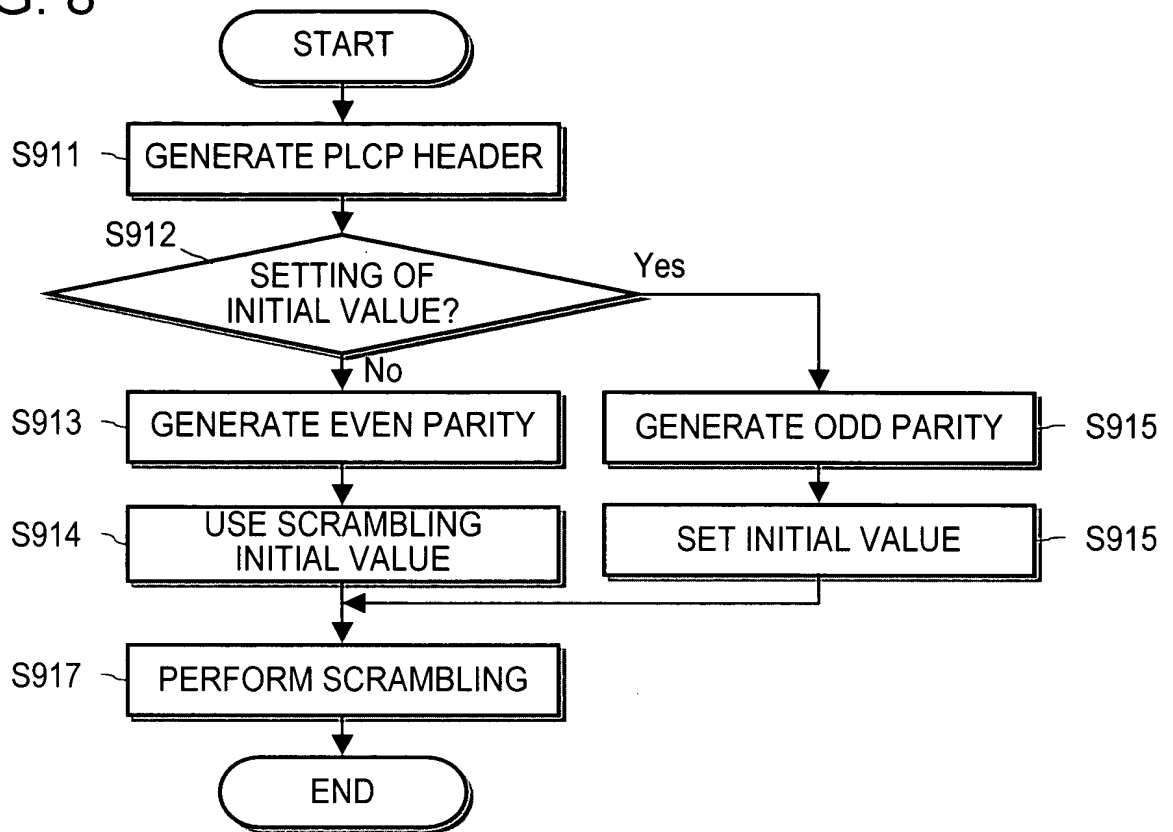 G. 8
START
S911
GENERATE PLCP HEADER
S912
SETTING OF
INITIAL VALUE?
Yes
No
S913
GENERATE EVEN PARITY
GENERATE ODD PARITY
S915
S914
USE SCRAMBLING
INITIAL VALUE
SET INITIAL VALUE
S915
S917
PERFORM SCRAMBLING
END